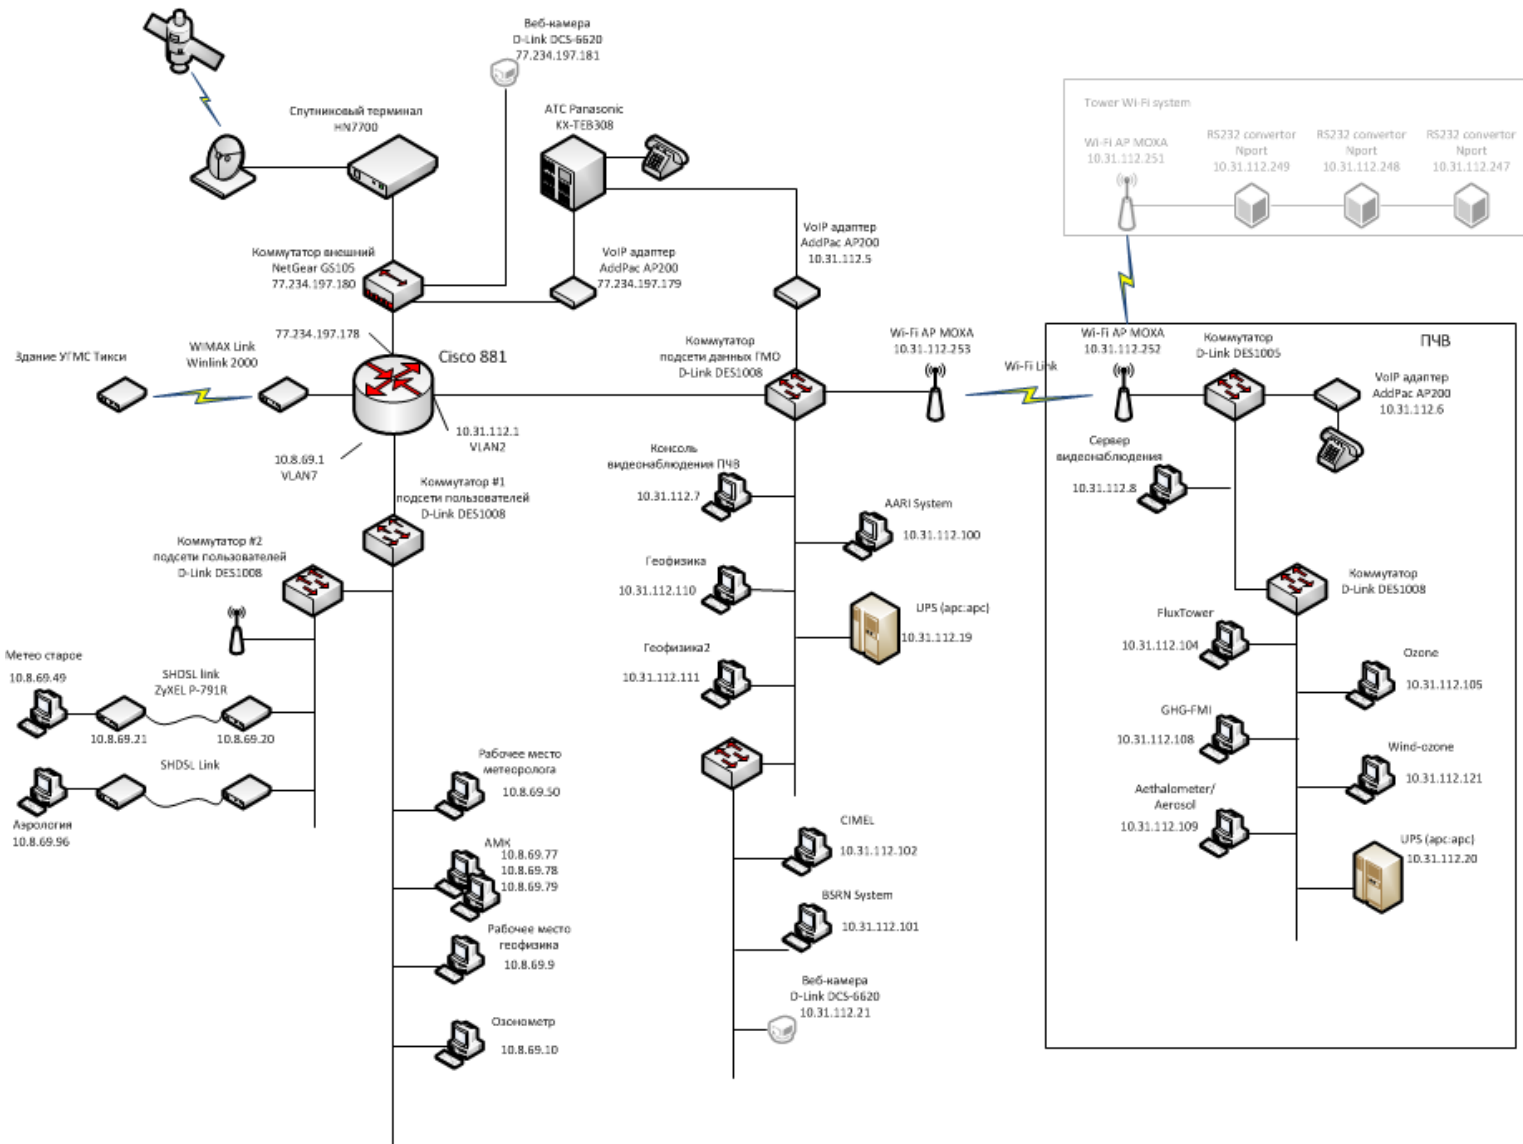 Веб-камера
D-Link DCS-6620
77.234.197.181
Спутниковый терминал
HN7700
АТС Panasonic
KX-TEB308
Tower Wi-Fi system
Wi-Fi AP MOXA
10.31.112.251
RS232 convertor
Nport
10.31.112.249
RS232 convertor
Nport
10.31.112.248
RS232 convertor
Nport
10.31.112.247
Коммутатор внешний
NetGear GS105
77.234.197.180
VoIP адаптер
AddPac AP200
77.234.197.179
VoIP адаптер
AddPac AP200
10.31.112.5
Здание УГМС Тикси
WIMAX Link
Winlink 2000
77.234.197.178
Cisco 881
10.31.112.1
VLAN2
10.8.69.1
VLAN7
Коммутатор
подсети данных ГМО
D-Link DES1008
Wi-Fi AP MOXA
10.31.112.253
Wi-Fi Link
Wi-Fi AP MOXA
10.31.112.252
Коммутатор
D-Link DES1005
ПЧВ
VoIP адаптер
AddPac AP200
10.31.112.6
Сервер
видеонаблюдения
10.31.112.8
Коммутатор #1
подсети пользователей
D-Link DES1008
Коммутатор #2
подсети пользователей
D-Link DES1008
Консоль
видеонаблюдения ПЧВ
10.31.112.7
AARI System
10.31.112.100
Геофизика
10.31.112.110
UPS (apc:apc)
10.31.112.19
Геофизика2
10.31.112.111
Коммутатор
D-Link DES1008
FluxTower
10.31.112.104
Ozone
10.31.112.105
GHG-FMI
10.31.112.108
Wind-ozone
10.31.112.121
Aethalometer/
Aerosol
10.31.112.109
UPS (apc:apc)
10.31.112.20
Метео старое
10.8.69.49
SHDSL link
ZyXEL P-791R
10.8.69.21
10.8.69.20
SHDSL Link
Аэрология
10.8.69.96
Рабочее место
метеоролога
10.8.69.50
АМК
10.8.69.77
10.8.69.78
10.8.69.79
Рабочее место
геофизика
10.8.69.9
Озонометр
10.8.69.10
CIMEL
10.31.112.102
BSRN System
10.31.112.101
Веб-камера
D-Link DCS-6620
10.31.112.21